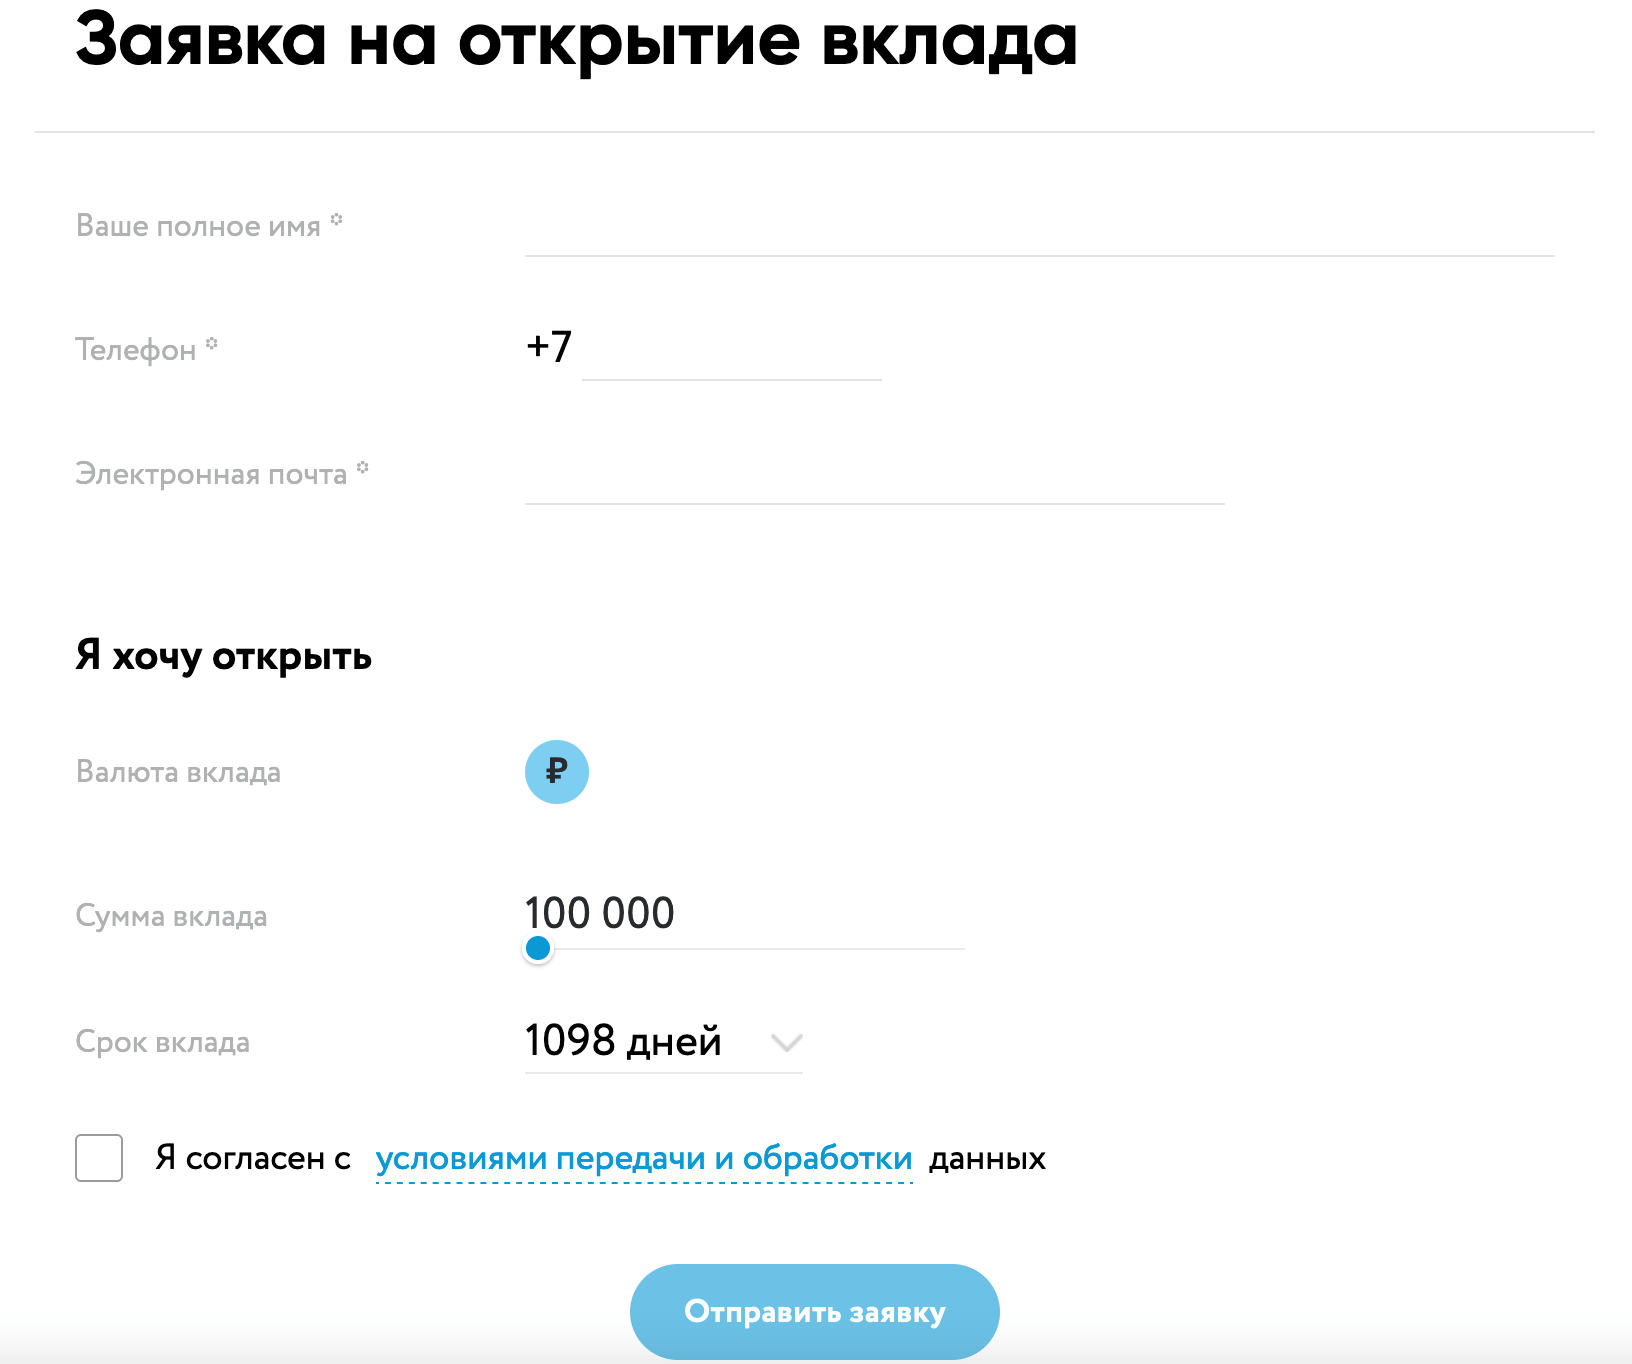 Заявка на открытие вклада
Ваше полное имя *
Телефон * +7
Электронная почта *
Я хочу открыть
Валюта вклада ₽
Сумма вклада 100 000
Срок вклада 1098 дней
Я согласен с условиями передачи и обработки данных
Отправить заявку